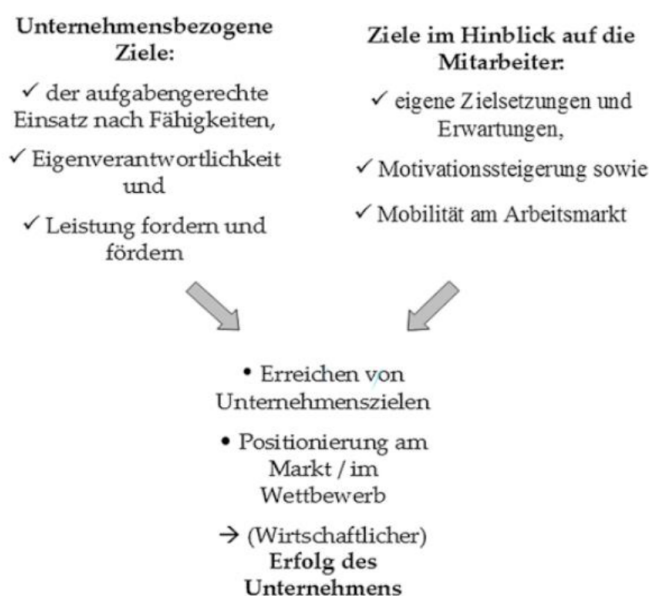 Unternehmensbezogene
Ziele:
✓ der aufgabengerechte
Einsatz nach Fähigkeiten,
✓ Eigenverantwortlichkeit
und
✓ Leistung fordern und
fördern
Ziele im Hinblick auf die
Mitarbeiter:
✓ eigene Zielsetzungen und
Erwartungen,
✓ Motivationssteigerung sowie
✓ Mobilität am Arbeitsmarkt
• Erreichen von
Unternehmenszielen
• Positionierung am
Markt / im
Wettbewerb
→ (Wirtschaftlicher)
Erfolg des
Unternehmens